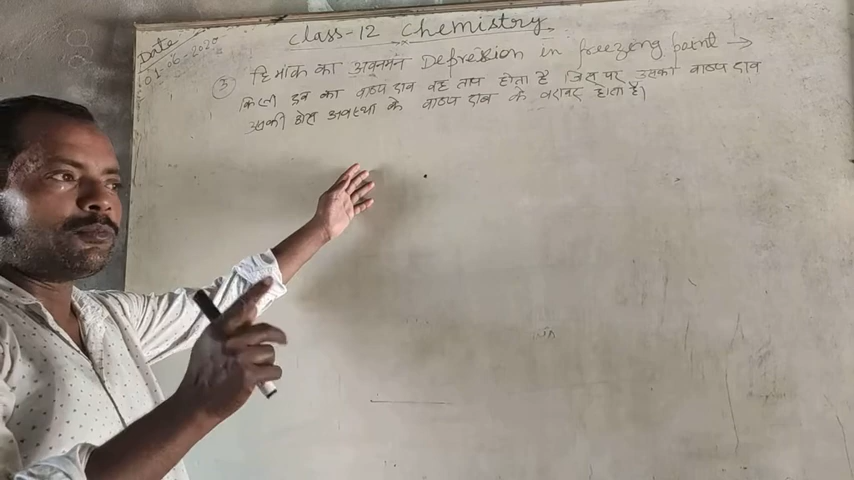 Class-12 Chemistry
Date
01-06-2020
③ हिमांक का अवनमन Depression in freezing point →
किसी द्रव का वाष्प दाब वह ताप होता है जिस पर उसका वाष्प दाब
उसकी ठोस अवस्था के वाष्प दाब के बराबर होता है।